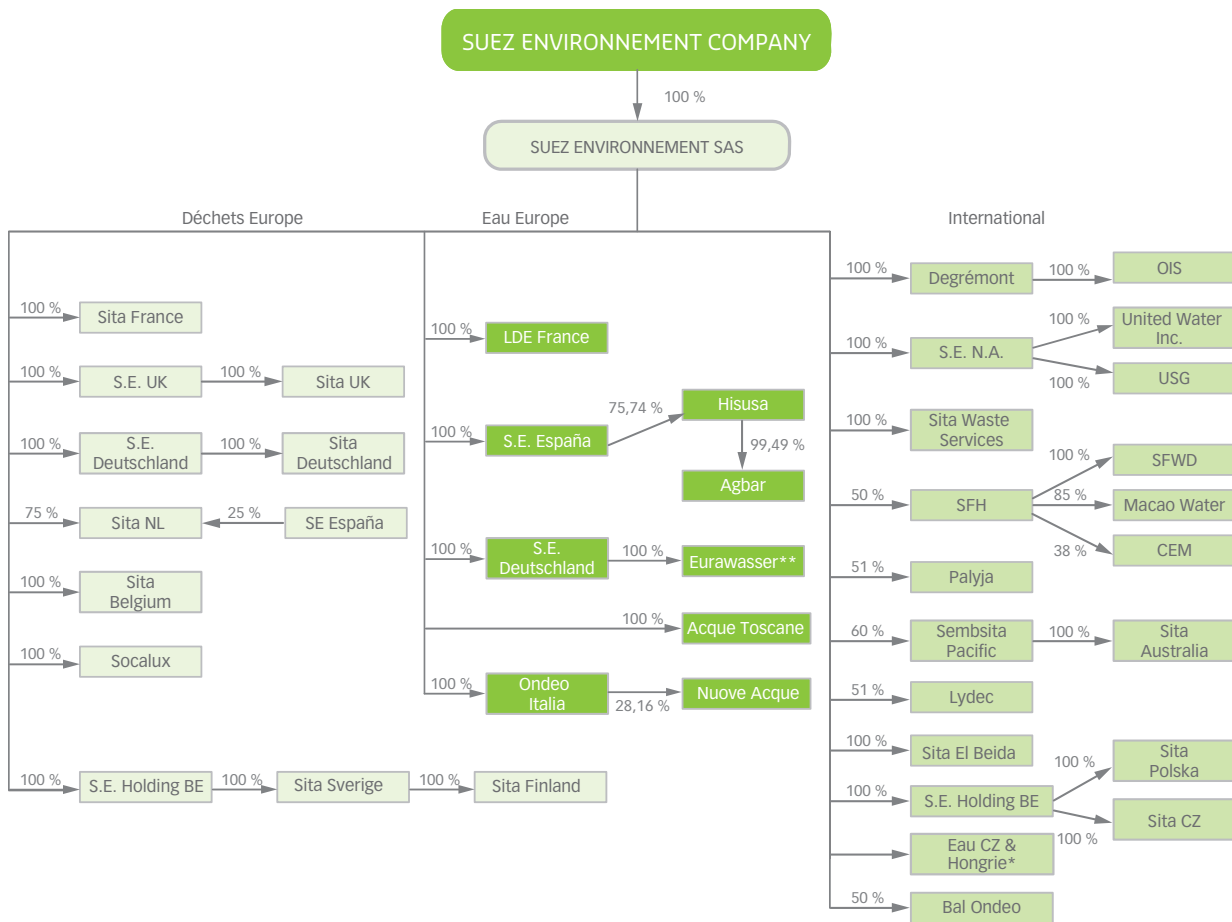 SUEZ ENVIRONNEMENT COMPANY
100 %
SUEZ ENVIRONNEMENT SAS
Déchets Europe
100 %
Sita France
100 %
S.E. UK
100 %
Sita UK
100 %
S.E.
Deutschland
100 %
Sita
Deutschland
75 %
Sita NL
25 %
SE España
100 %
Sita
Belgium
100 %
Socalux
100 %
S.E. Holding BE
100 %
Sita Sverige
100 %
Sita Finland
Eau Europe
100 %
LDE France
100 %
S.E. España
75,74 %
Hisusa
99,49 %
Agbar
100 %
S.E.
Deutschland
100 %
Eurawasser**
100 %
Acque Toscane
100 %
Ondeo
Italia
28,16 %
Nuove Acque
International
100 %
Degrémont
100 %
OIS
100 %
S.E. N.A.
100 %
United Water
Inc.
100 %
USG
100 %
Sita Waste
Services
50 %
SFH
100 %
SFWD
85 %
Macao Water
38 %
CEM
51 %
Palyja
60 %
Sembsita
Pacific
100 %
Sita
Australia
51 %
Lydec
100 %
Sita El Beida
100 %
S.E. Holding BE
100 %
Sita
Polska
100 %
Sita CZ
Eau CZ &
Hongrie*
50 %
Bal Ondeo